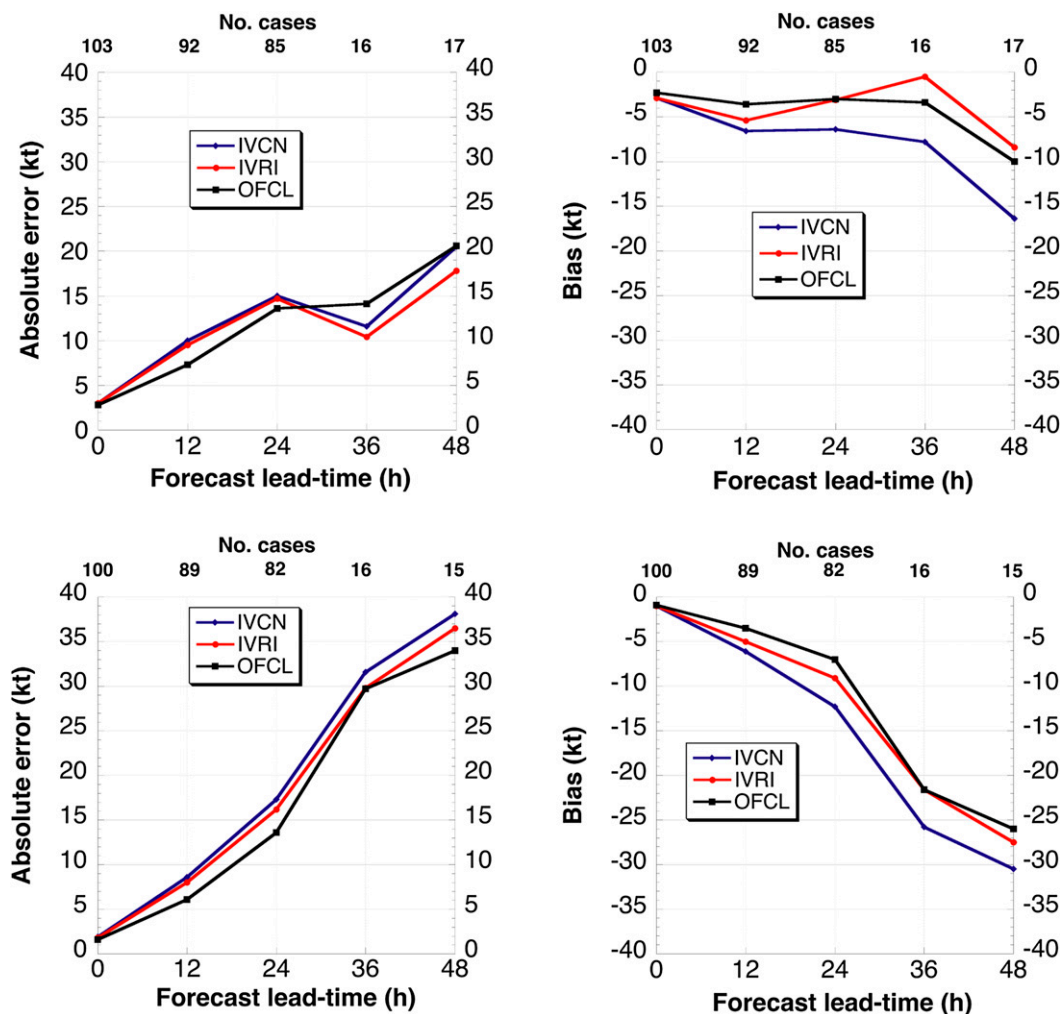 No. cases
103 92 85 16 17
40 40
35 35
30 30
25 25
20 20
15 15
10 10
5 5
0 0
Absolute error (kt)
IVCN
IVRI
OFCL
0 12 24 36 48
Forecast lead-time (h)
No. cases
103 92 85 16 17
0 0
-5 -5
-10 -10
-15 -15
-20 -20
-25 -25
-30 -30
-35 -35
-40 -40
Bias (kt)
IVCN
IVRI
OFCL
0 12 24 36 48
Forecast lead-time (h)
No. cases
100 89 82 16 15
40 40
35 35
30 30
25 25
20 20
15 15
10 10
5 5
0 0
Absolute error (kt)
IVCN
IVRI
OFCL
0 12 24 36 48
Forecast lead-time (h)
No. cases
100 89 82 16 15
0 0
-5 -5
-10 -10
-15 -15
-20 -20
-25 -25
-30 -30
-35 -35
-40 -40
Bias (kt)
IVCN
IVRI
OFCL
0 12 24 36 48
Forecast lead-time (h)